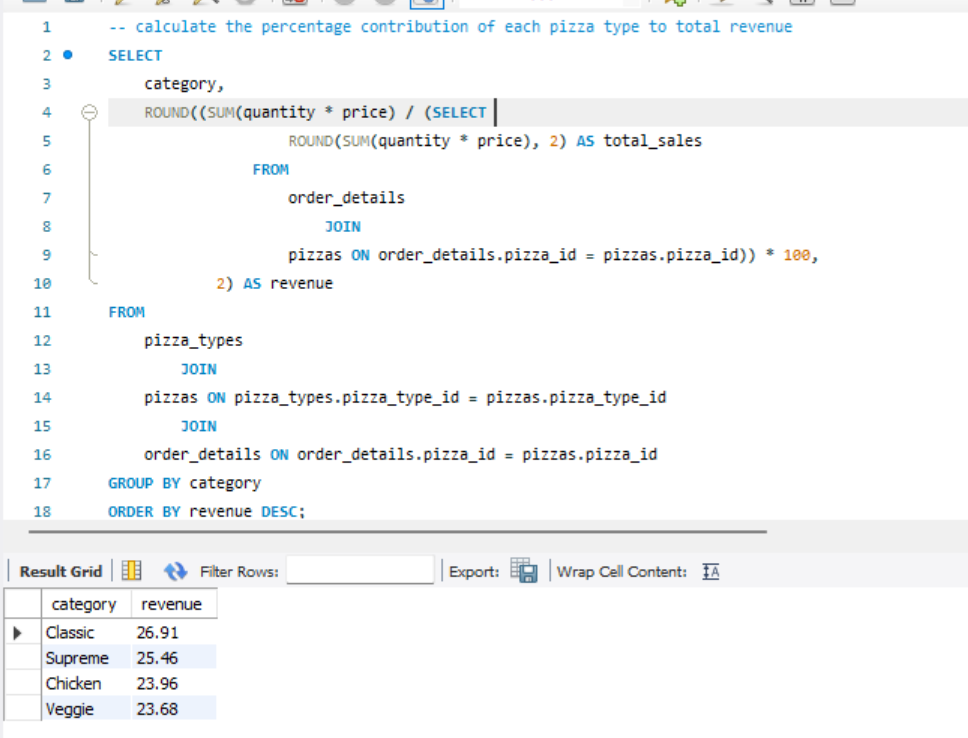 1 -- calculate the percentage contribution of each pizza type to total revenue
2 SELECT
3 category,
4 ROUND((SUM(quantity * price) / (SELECT
5 ROUND(SUM(quantity * price), 2) AS total_sales
6 FROM
7 order_details
8 JOIN
9 pizzas ON order_details.pizza_id = pizzas.pizza_id)) * 100,
10 2) AS revenue
11 FROM
12 pizza_types
13 JOIN
14 pizzas ON pizza_types.pizza_type_id = pizzas.pizza_type_id
15 JOIN
16 order_details ON order_details.pizza_id = pizzas.pizza_id
17 GROUP BY category
18 ORDER BY revenue DESC;
Result Grid Filter Rows: Export: Wrap Cell Content: IA
category revenue
Classic 26.91
Supreme 25.46
Chicken 23.96
Veggie 23.68